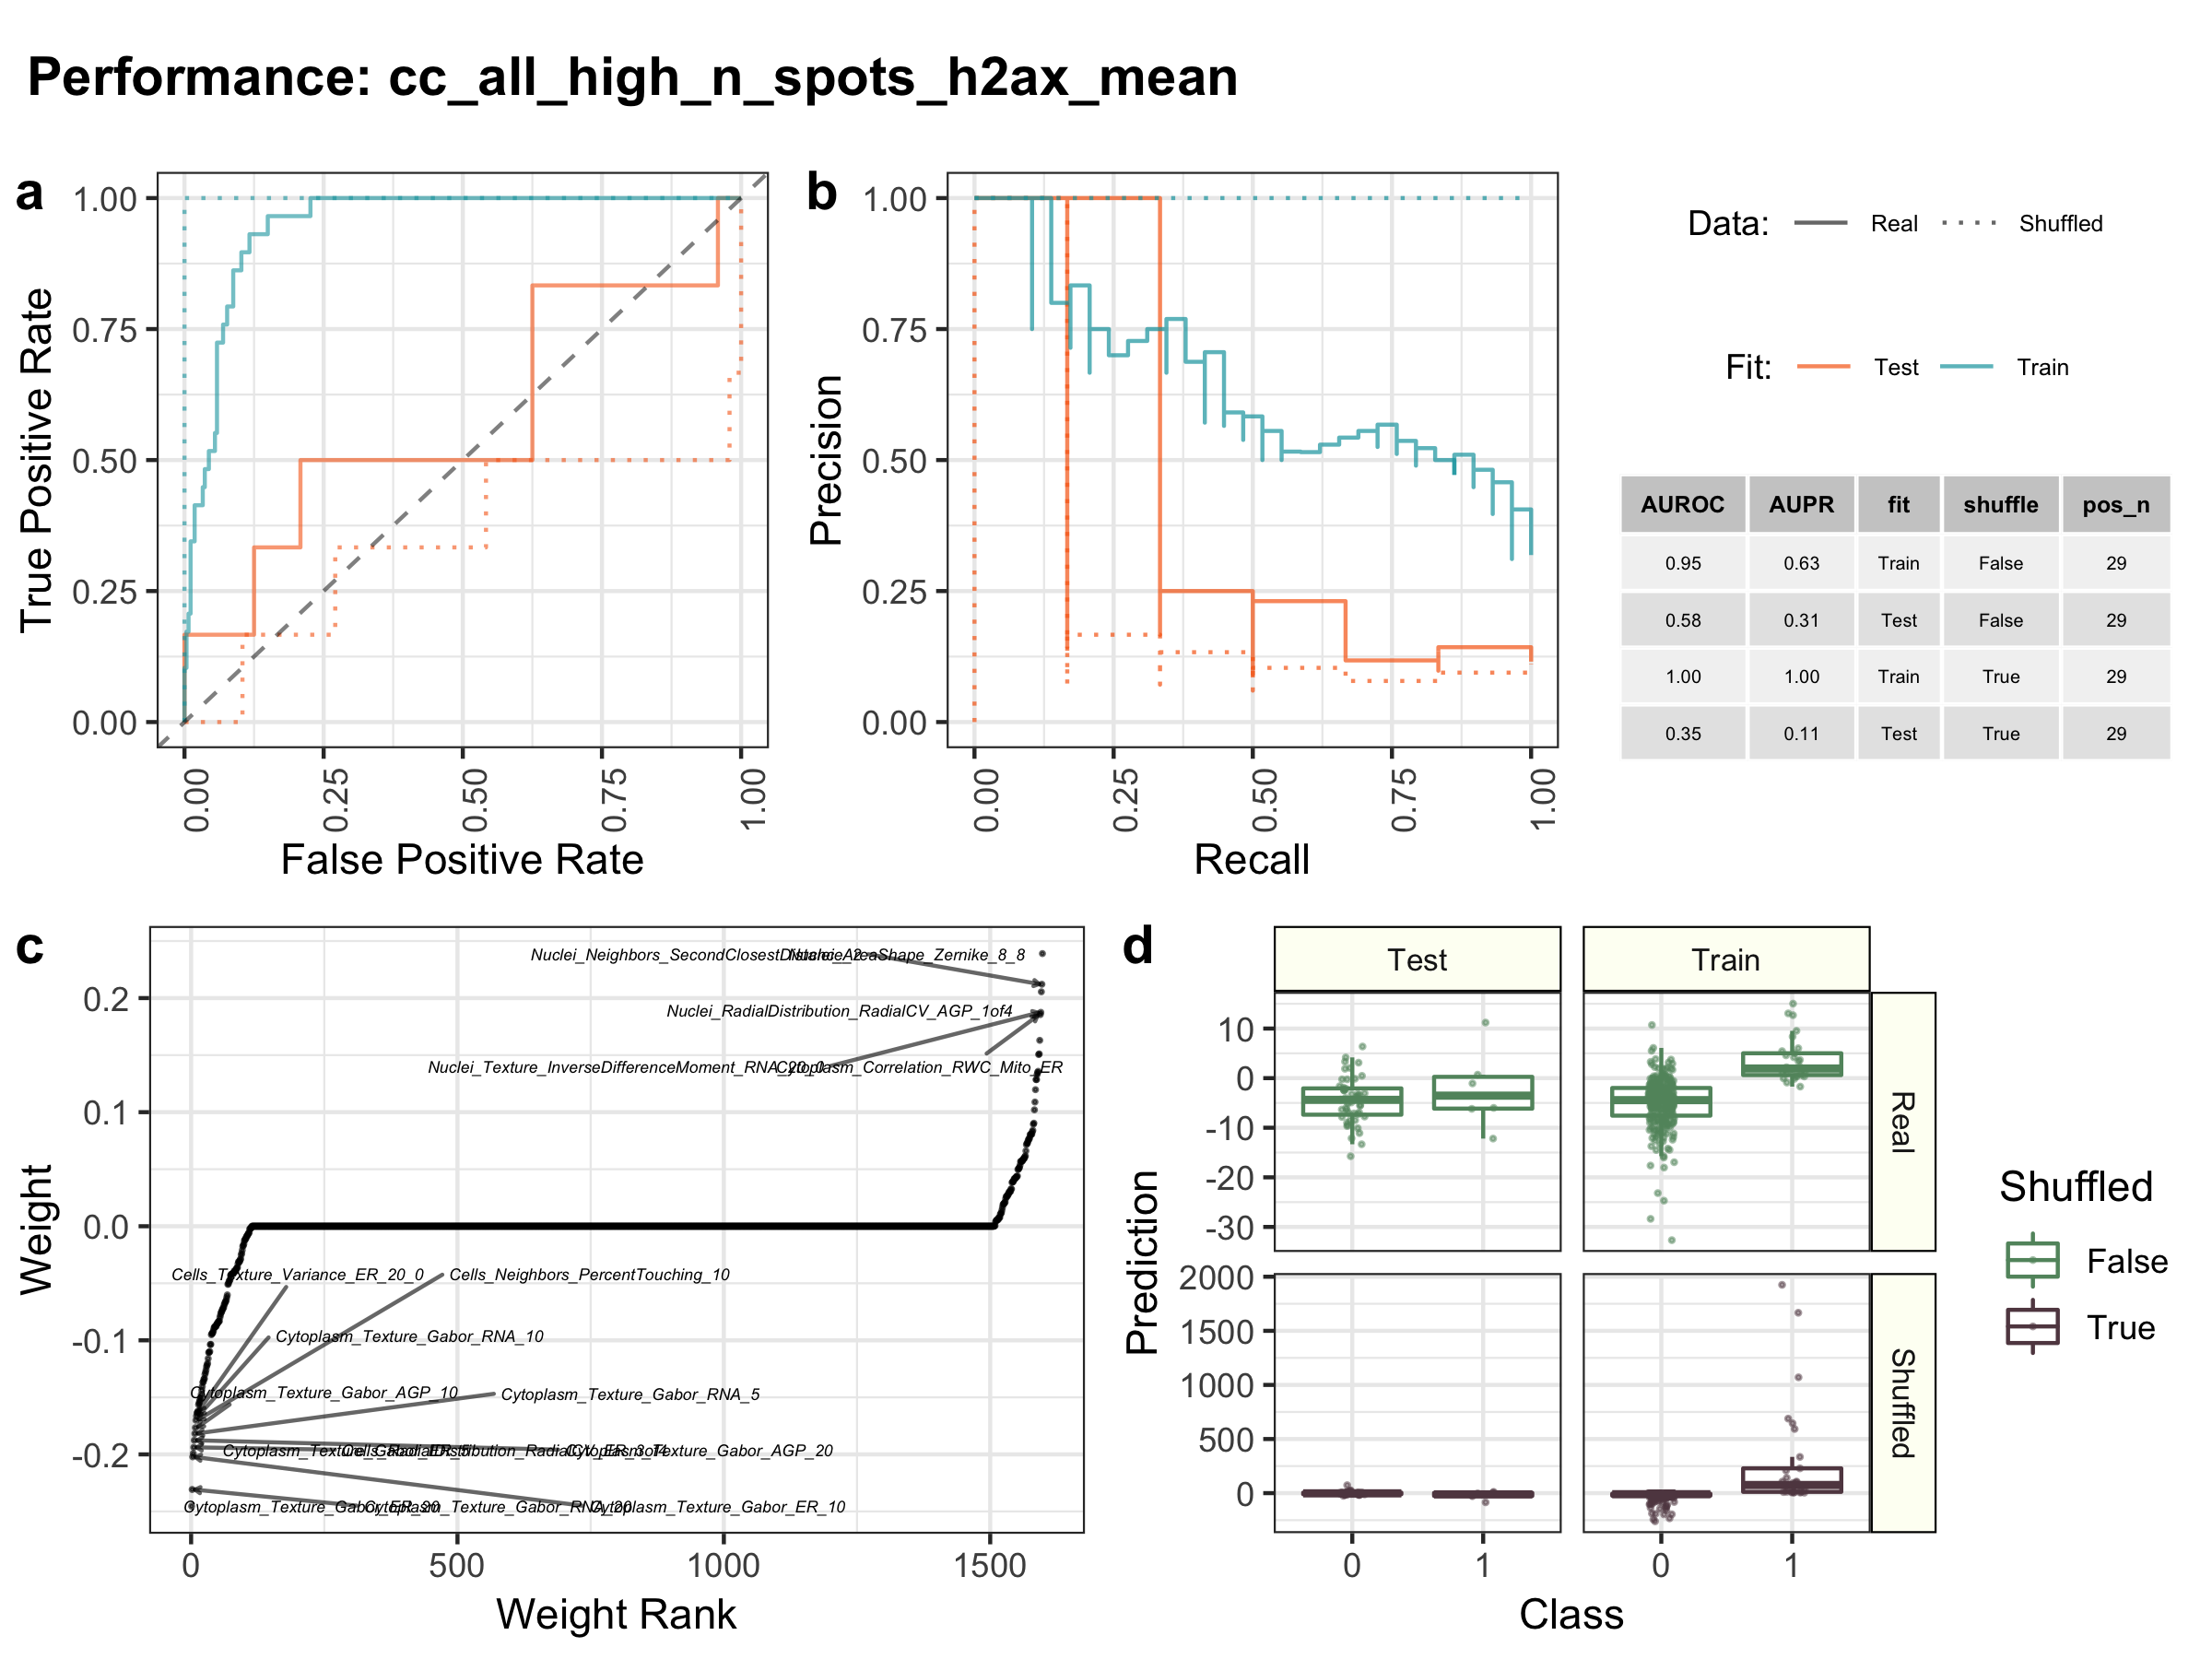 Performance: cc_all_high_n_spots_h2ax_mean
a
1.00
0.75
0.50
0.25
0.00
True Positive Rate
0.00
0.25
0.50
0.75
1.00
False Positive Rate
b
1.00
0.75
0.50
0.25
0.00
Precision
0.00
0.25
0.50
0.75
1.00
Recall
Data: Real Shuffled
Fit: Test Train
AUROC AUPR fit shuffle pos_n
0.95 0.63 Train False 29
0.58 0.31 Test False 29
1.00 1.00 Train True 29
0.35 0.11 Test True 29
c
0.2
0.1
0.0
-0.1
-0.2
Weight
Nuclei_Neighbors_SecondClosestDistance_2 Nuclei_AreaShape_Zernike_8_8
Nuclei_RadialDistribution_RadialCV_AGP_1of4
Nuclei_Texture_InverseDifferenceMoment_RNA_20_0 Cytoplasm_Correlation_RWC_Mito_ER
Cells_Texture_Variance_ER_20_0 Cells_Neighbors_PercentTouching_10
Cytoplasm_Texture_Gabor_RNA_10
Cytoplasm_Texture_Gabor_AGP_10 Cytoplasm_Texture_Gabor_RNA_5
Cytoplasm_Texture_Gabor_ER_5 Cells_RadialDistribution_RadialCV_ER_3of4 Cytoplasm_Texture_Gabor_AGP_20
Cytoplasm_Texture_Gabor_ER_20 Cytoplasm_Texture_Gabor_RNA_20 Cytoplasm_Texture_Gabor_ER_10
0
500
1000
1500
Weight Rank
d
Test
Train
10
0
-10
-20
-30
Real
2000
1500
1000
500
0
Shuffled
Prediction
0
1
0
1
Class
Shuffled
False
True